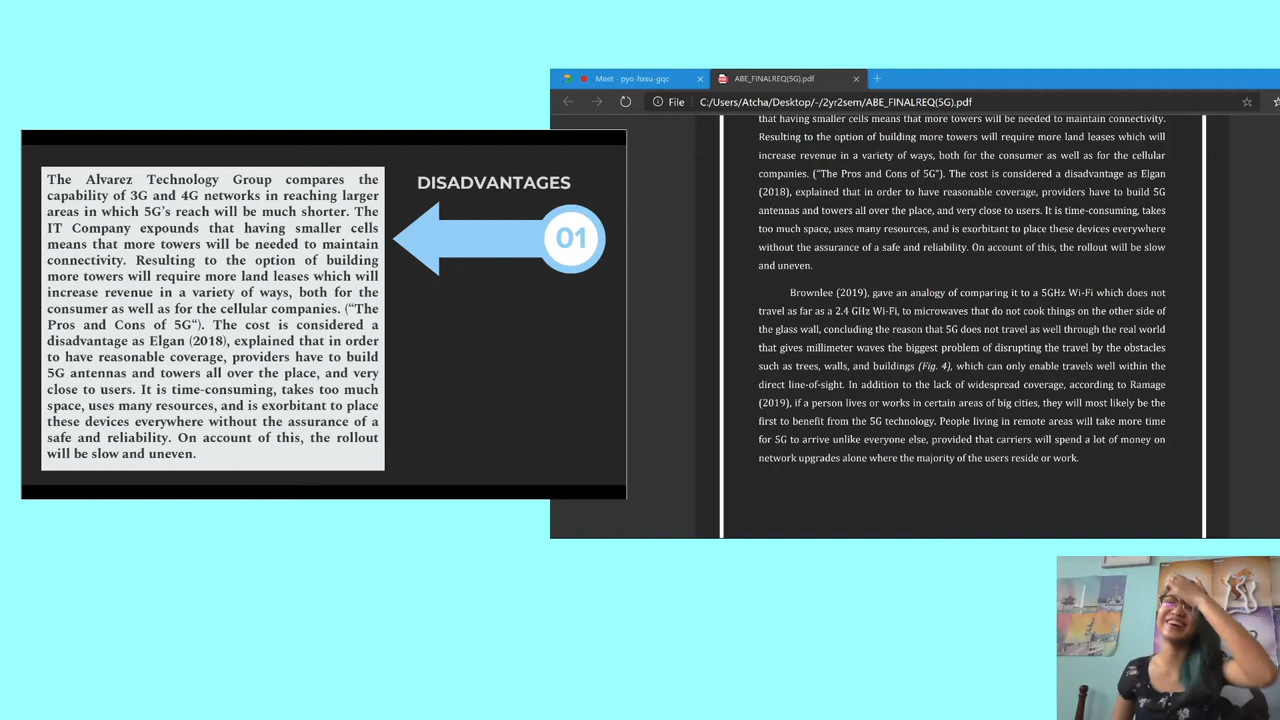 The Alvarez Technology Group compares the
capability of 3G and 4G networks in reaching larger
areas in which 5G's reach will be much shorter. The
IT Company expounds that having smaller cells
means that more towers will be needed to maintain
connectivity. Resulting to the option of building
more towers will require more land leases which will
increase revenue in a variety of ways, both for the
consumer as well as for the cellular companies. (“The
Pros and Cons of 5G“). The cost is considered a
disadvantage as Elgan (2018), explained that in order
to have reasonable coverage, providers have to build
5G antennas and towers all over the place, and very
close to users. It is time-consuming, takes too much
space, uses many resources, and is exorbitant to place
these devices everywhere without the assurance of a
safe and reliability. On account of this, the rollout
will be slow and uneven.
DISADVANTAGES
01
Meet - pyo-hxsu-gqc
ABE_FINALREQ(5G).pdf
File C:/Users/Atcha/Desktop/-/2yr2sem/ABE_FINALREQ(5G).pdf
that having smaller cells means that more towers will be needed to maintain connectivity.
Resulting to the option of building more towers will require more land leases which will
increase revenue in a variety of ways, both for the consumer as well as for the cellular
companies. (“The Pros and Cons of 5G”). The cost is considered a disadvantage as Elgan
(2018), explained that in order to have reasonable coverage, providers have to build 5G
antennas and towers all over the place, and very close to users. It is time-consuming, takes
too much space, uses many resources, and is exorbitant to place these devices everywhere
without the assurance of a safe and reliability. On account of this, the rollout will be slow
and uneven.
Brownlee (2019), gave an analogy of comparing it to a 5GHz Wi-Fi which does not
travel as far as a 2.4 GHz Wi-Fi, to microwaves that do not cook things on the other side of
the glass wall, concluding the reason that 5G does not travel as well through the real world
that gives millimeter waves the biggest problem of disrupting the travel by the obstacles
such as trees, walls, and buildings (Fig. 4), which can only enable travels well within the
direct line-of-sight. In addition to the lack of widespread coverage, according to Ramage
(2019), if a person lives or works in certain areas of big cities, they will most likely be the
first to benefit from the 5G technology. People living in remote areas will take more time
for 5G to arrive unlike everyone else, provided that carriers will spend a lot of money on
network upgrades alone where the majority of the users reside or work.